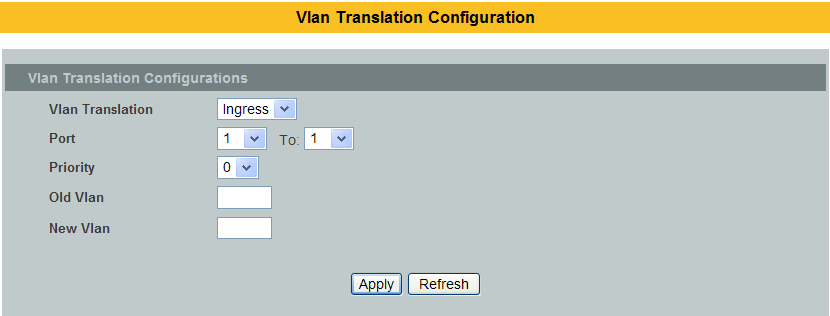 Vlan Translation Configuration
Vlan Translation Configurations
Vlan Translation Ingress
Port 1 To: 1
Priority 0
Old Vlan
New Vlan
Apply Refresh